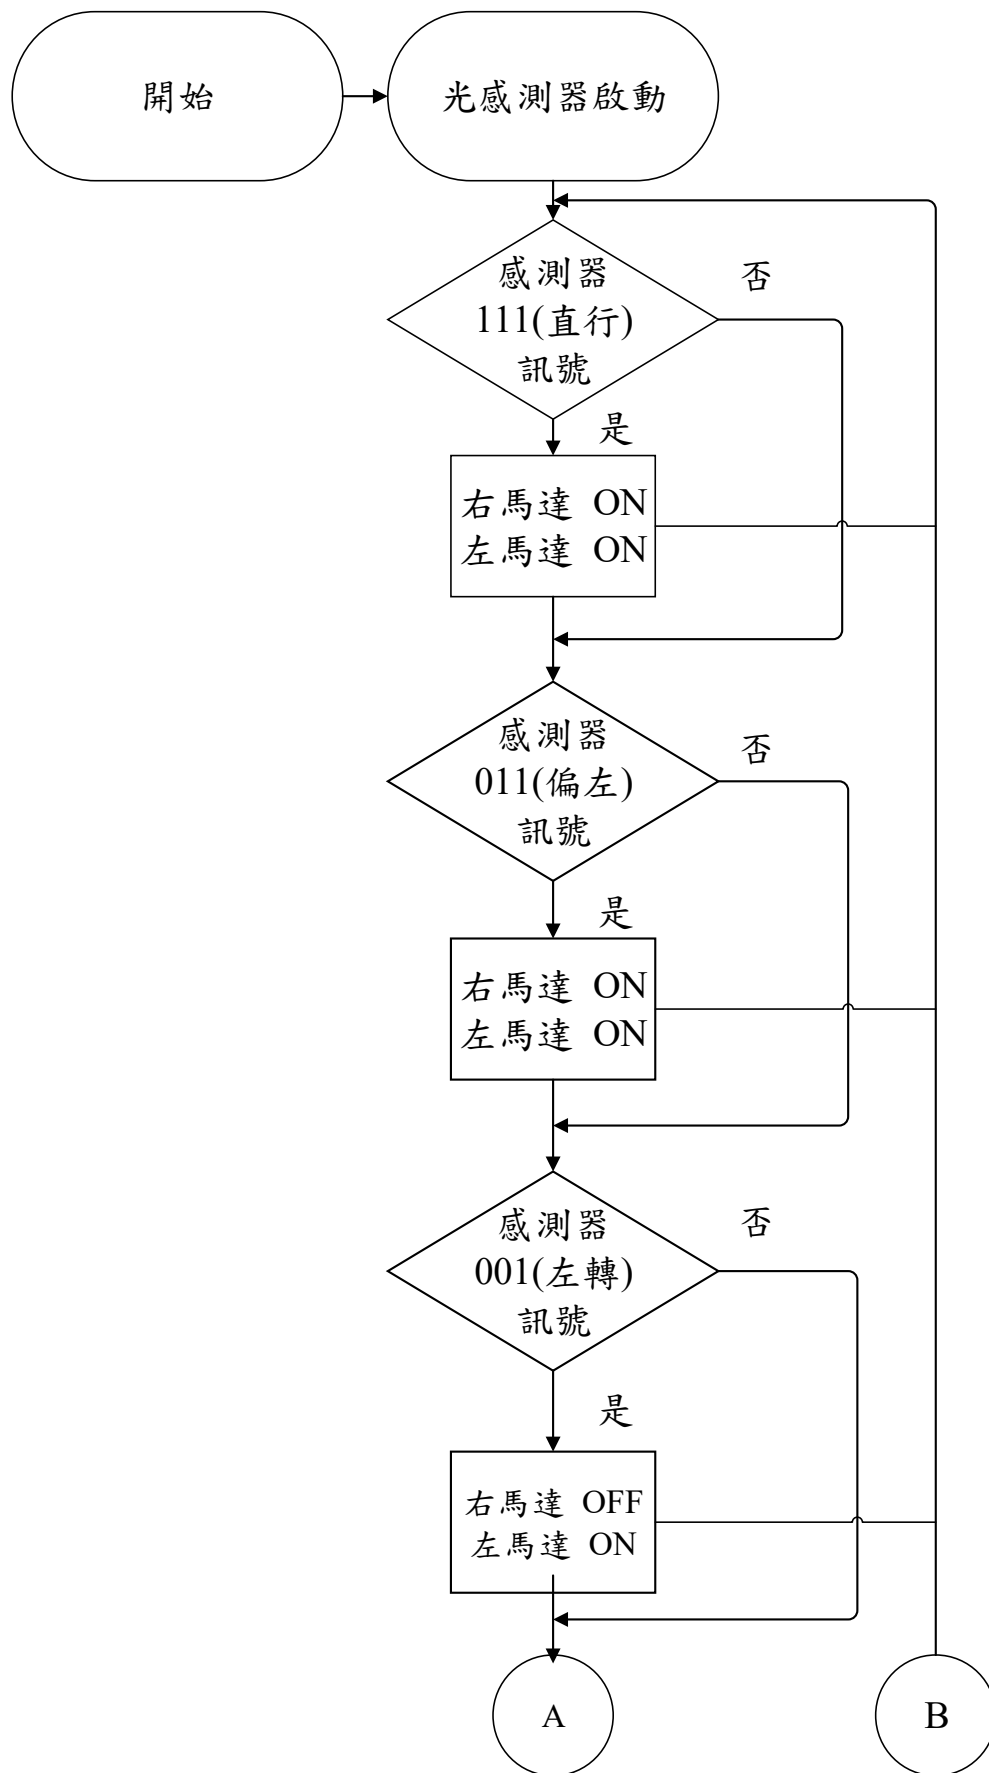 開始
光感測器啟動
感測器
111(直行)
訊號
否
是
右馬達 ON
左馬達 ON
感測器
011(偏左)
訊號
否
是
右馬達 ON
左馬達 ON
感測器
001(左轉)
訊號
否
是
右馬達 OFF
左馬達 ON
A
B